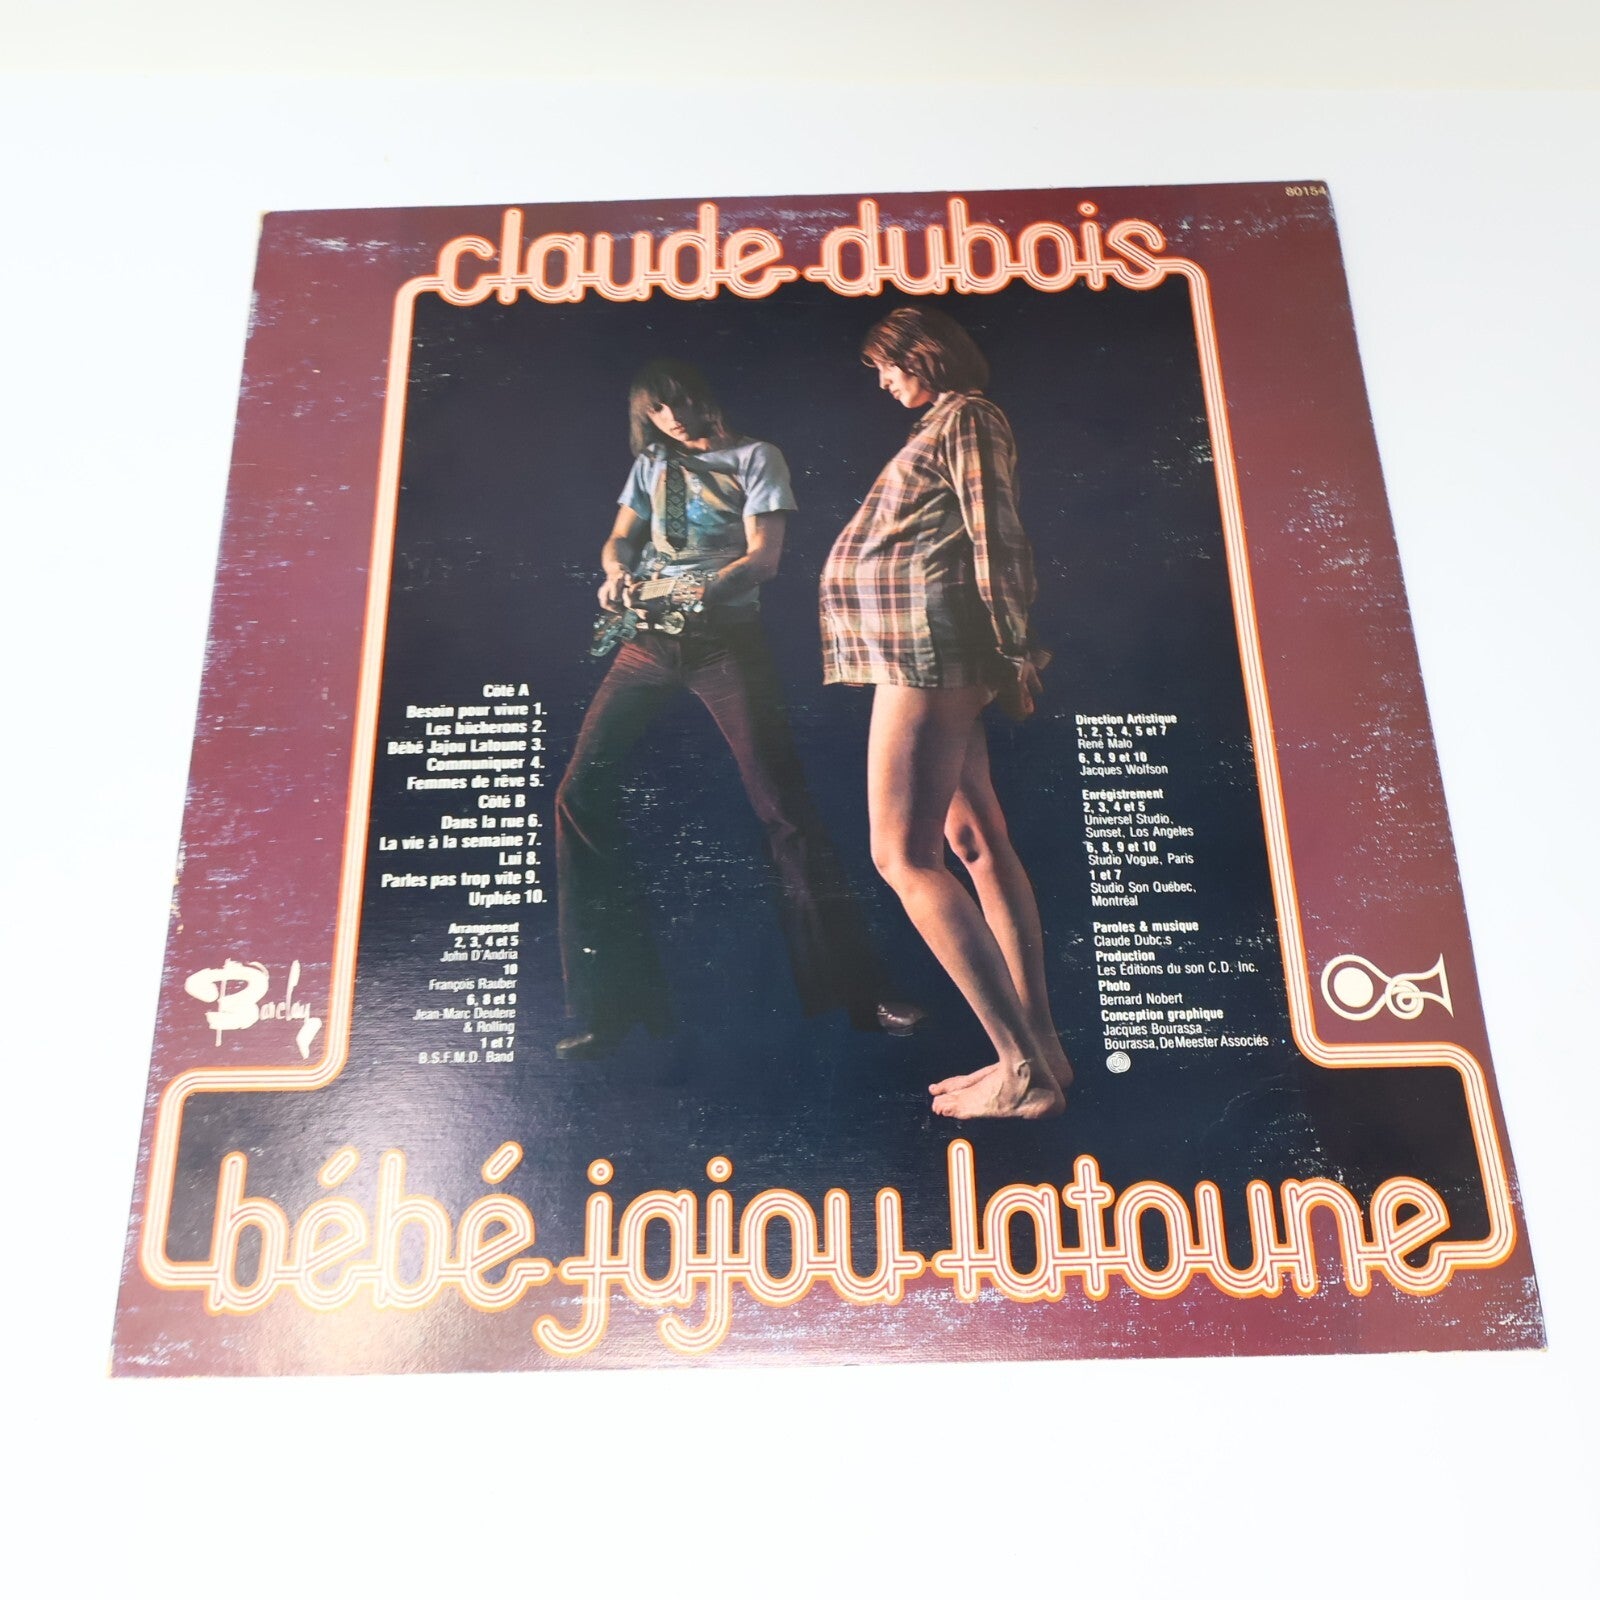 80154
claude dubois
Côté A
Besoin pour vivre 1.
Les bûcherons 2.
Bébé Jajou Latoune 3.
Communiquer 4.
Femmes de rêve 5.
Côté B
Dans la rue 6.
La vie à la semaine 7.
Lui 8.
Parles pas trop vite 9.
Urphée 10.
Arrangement
2, 3, 4 et 5
John D'Andria
10
François Rauber
6, 8 et 9
Jean-Marc Deutere
& Rolling
1 et 7
B.S.F.M.D. Band
Direction Artistique
1, 2, 3, 4, 5 et 7
René Malo
6, 8, 9 et 10
Jacques Wolfson
Enrégistrement
2, 3, 4 et 5
Universel Studio,
Sunset, Los Angeles
6, 8, 9 et 10
Studio Vogue, Paris
1 et 7
Studio Son Québec,
Montréal
Paroles & musique
Claude Dubois
Production
Les Éditions du son C.D. Inc.
Photo
Bernard Nobert
Conception graphique
Jacques Bourassa
Bourassa, De Meester Associés
Barclay
bébé jajou latoune